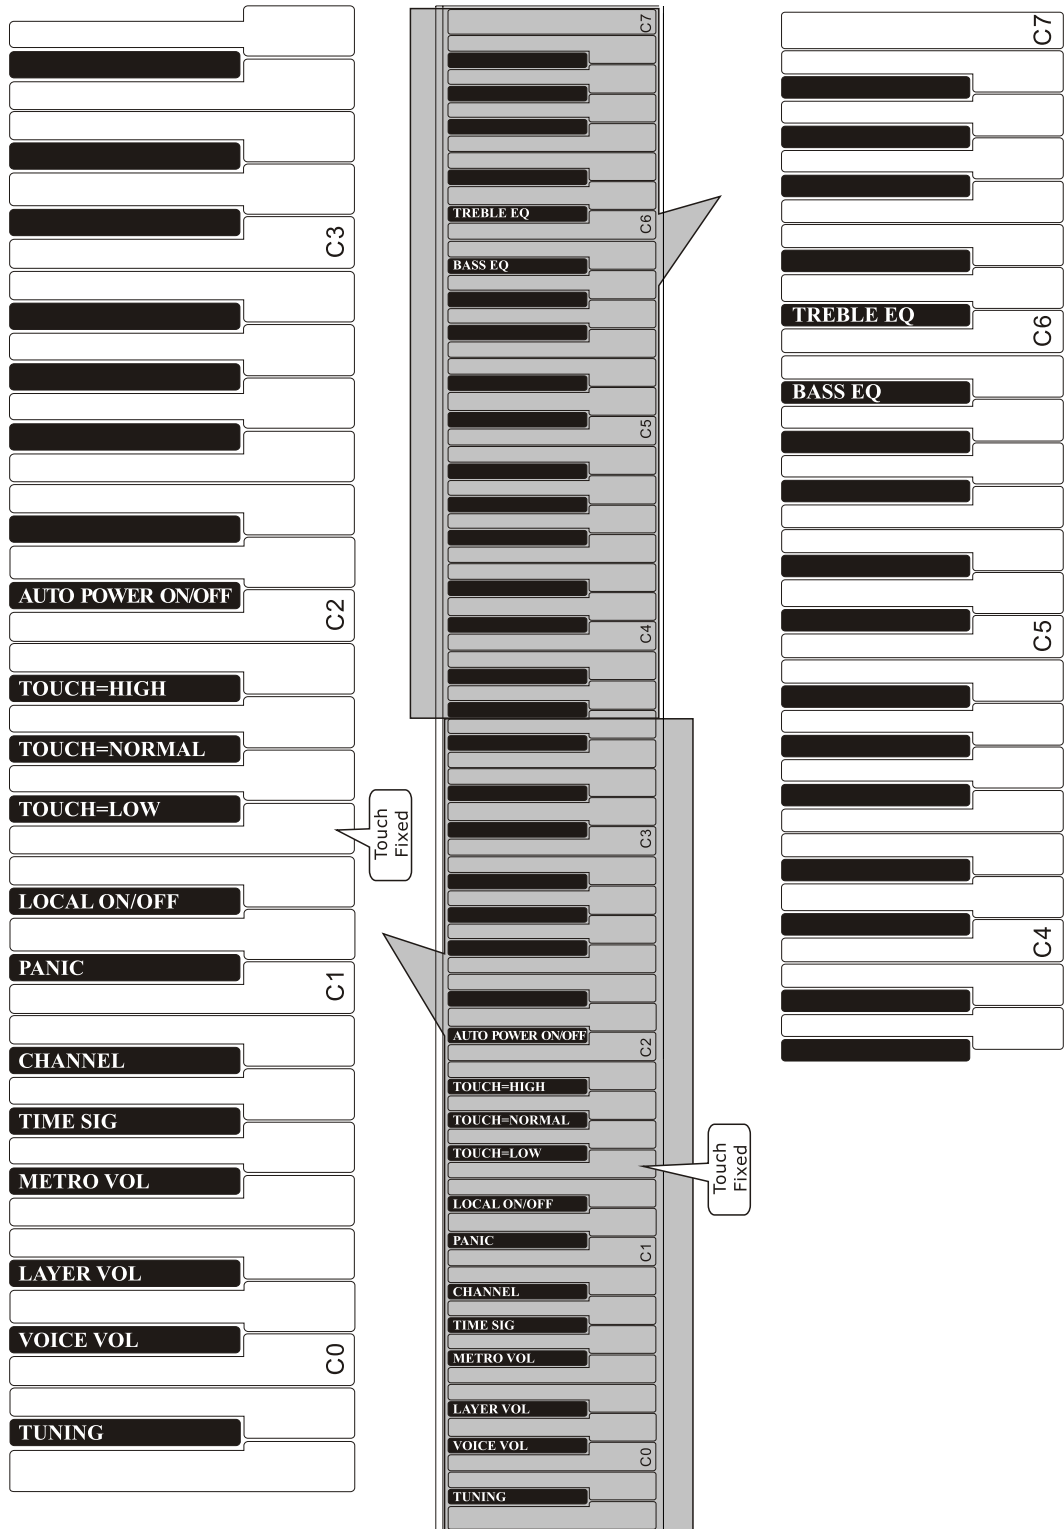 C3
AUTO POWER ON/OFF
C2
TOUCH=HIGH
TOUCH=NORMAL
TOUCH=LOW
Touch
Fixed
LOCAL ON/OFF
PANIC
C1
CHANNEL
TIME SIG
METRO VOL
LAYER VOL
VOICE VOL
C0
TUNING
C7
TREBLE EQ
C6
BASS EQ
C5
C4
C3
AUTO POWER ON/OFF
C2
TOUCH=HIGH
TOUCH=NORMAL
TOUCH=LOW
Touch
Fixed
LOCAL ON/OFF
PANIC
C1
CHANNEL
TIME SIG
METRO VOL
LAYER VOL
VOICE VOL
C0
TUNING
C7
TREBLE EQ
C6
BASS EQ
C5
C4